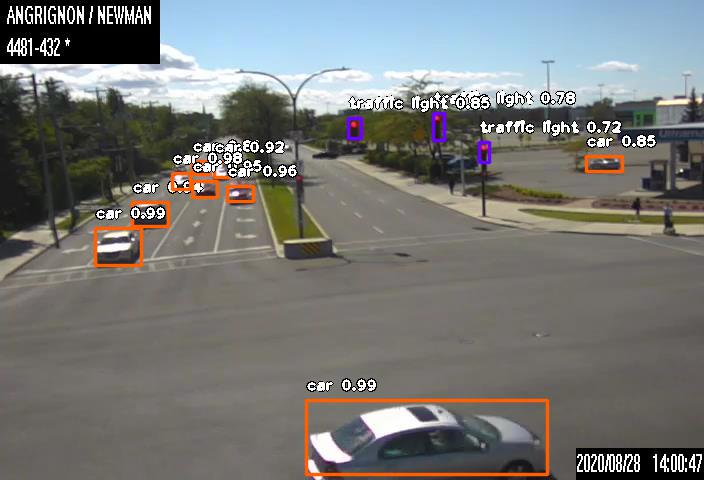 ANGRIGNON / NEWMAN
4481-432 *
traffic light 0.85
light 0.78
traffic light 0.72
car 0.85
0.92
car 0.98
car 0.96
car
car 0.99
car 0.99
Ultramar
2020/08/28 14:00:47